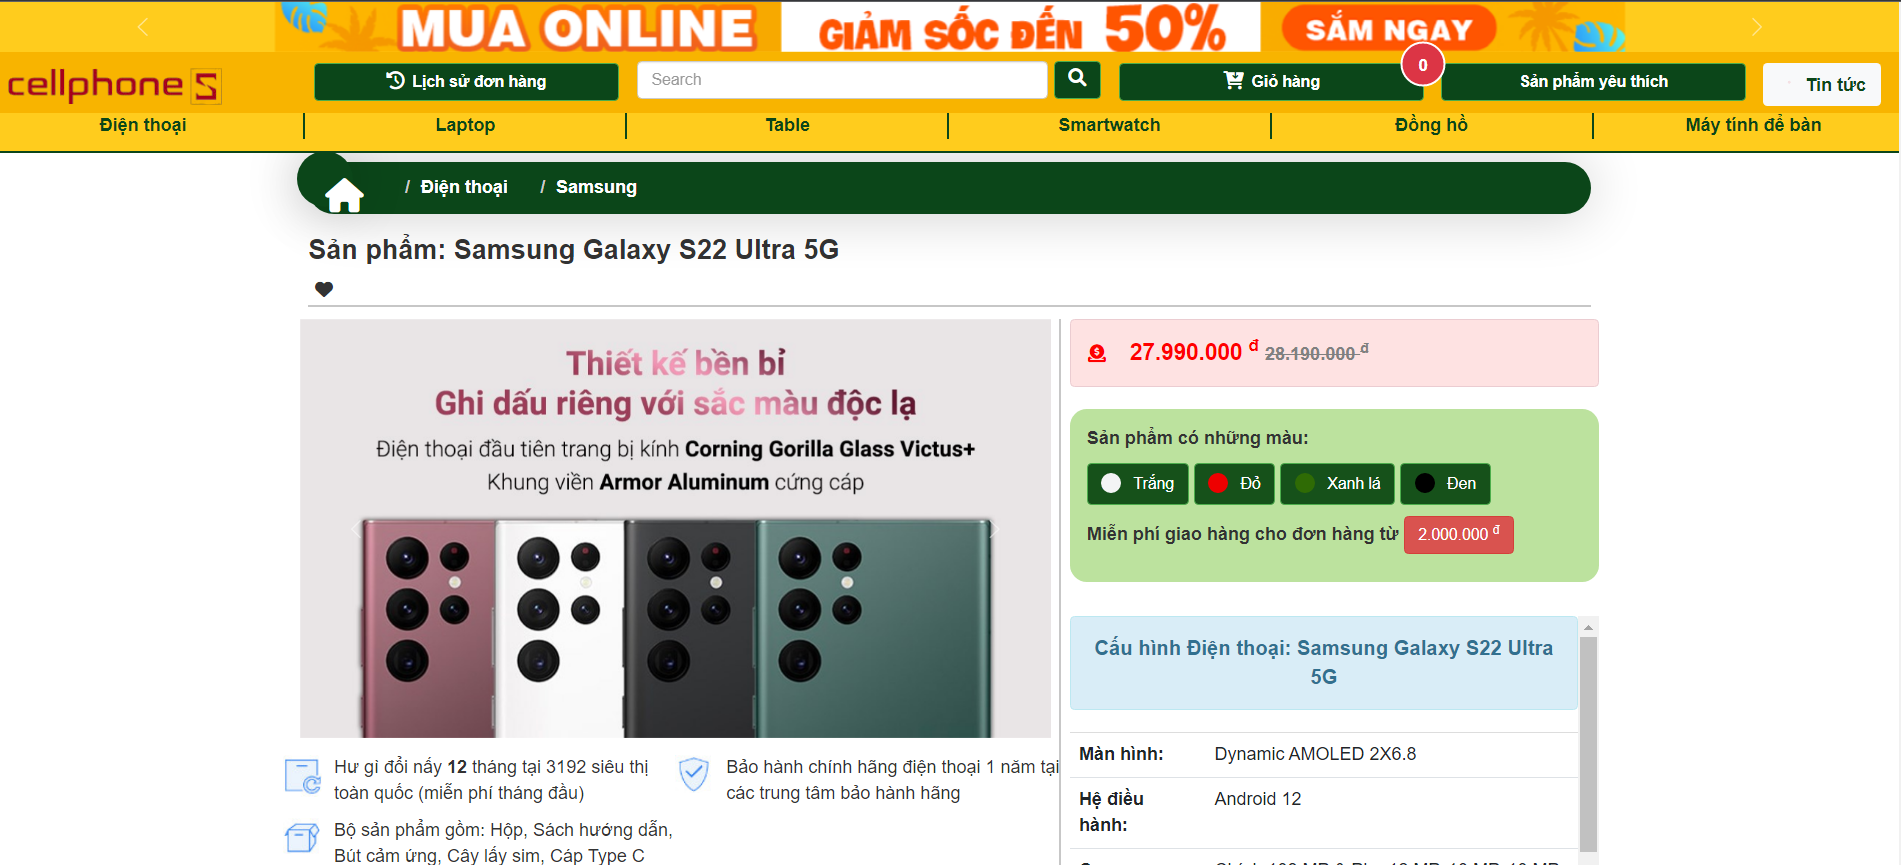 MUA ONLINE GIẢM SỐC ĐẾN 50% SẮM NGAY
cellphone S
Lịch sử đơn hàng
Search
Giỏ hàng
0
Sản phẩm yêu thích
Tin tức
Điện thoại
Laptop
Table
Smartwatch
Đồng hồ
Máy tính để bàn
/ Điện thoại / Samsung
Sản phẩm: Samsung Galaxy S22 Ultra 5G
Thiết kế bền bỉ
Ghi dấu riêng với sắc màu độc lạ
Điện thoại đầu tiên trang bị kính Corning Gorilla Glass Victus+
Khung viền Armor Aluminum cứng cáp
Hư gì đổi nấy 12 tháng tại 3192 siêu thị
toàn quốc (miễn phí tháng đầu)
Bảo hành chính hãng điện thoại 1 năm tại
các trung tâm bảo hành hãng
Bộ sản phẩm gồm: Hộp, Sách hướng dẫn,
Bút cảm ứng, Cây lấy sim, Cáp Type C
27.990.000 đ 28.190.000 đ
Sản phẩm có những màu:
Trắng
Đỏ
Xanh lá
Đen
Miễn phí giao hàng cho đơn hàng từ 2.000.000 đ
Cấu hình Điện thoại: Samsung Galaxy S22 Ultra
5G
Màn hình: Dynamic AMOLED 2X6.8
Hệ điều Android 12
hành: